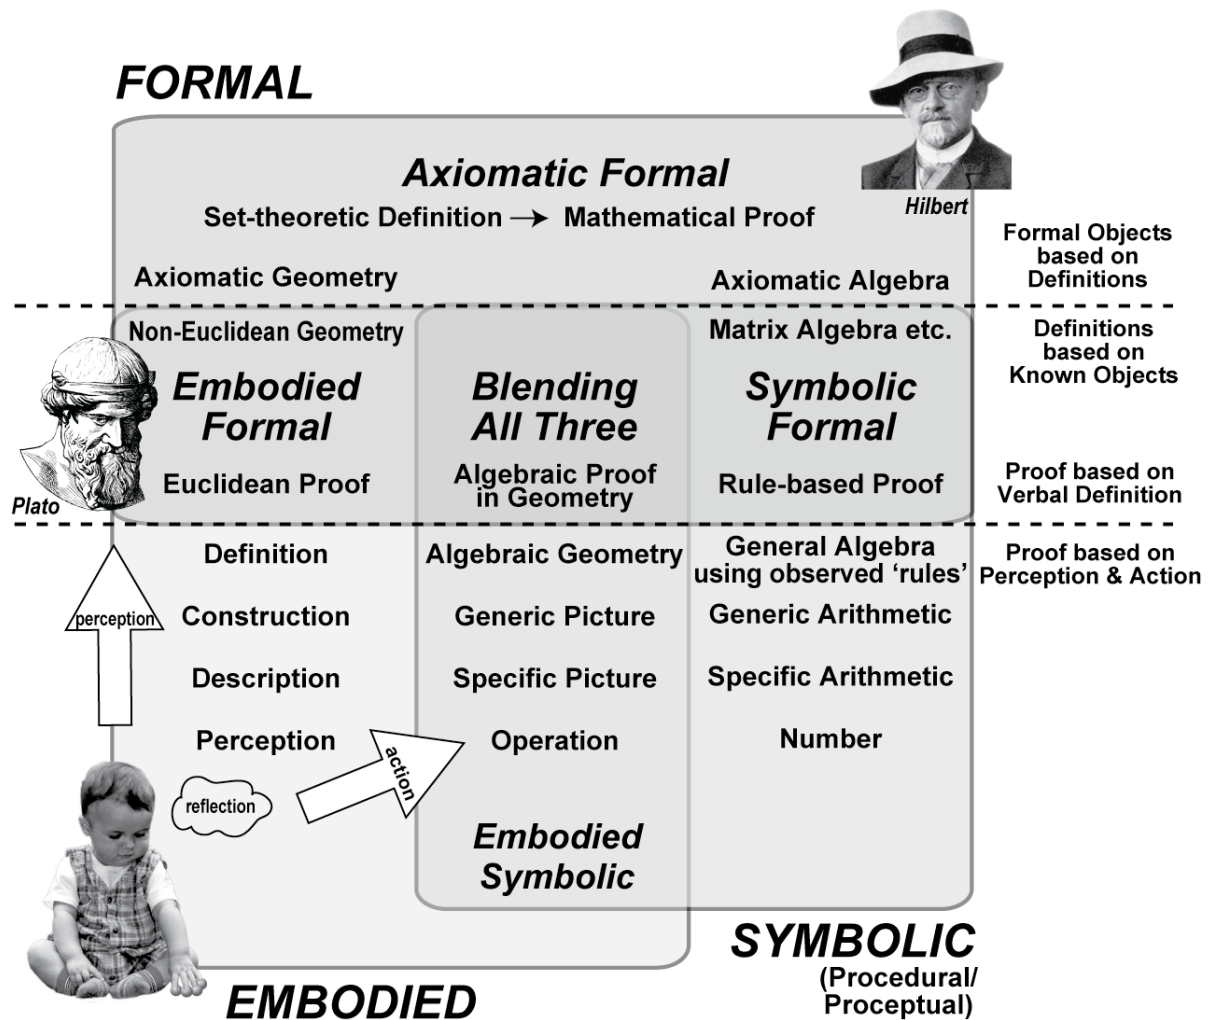 FORMAL
Axiomatic Formal
Set-theoretic Definition → Mathematical Proof
Hilbert
Axiomatic Geometry
Axiomatic Algebra
Formal Objects
based on
Definitions
Non-Euclidean Geometry
Matrix Algebra etc.
Definitions
based on
Known Objects
Embodied
Formal
Blending
All Three
Symbolic
Formal
Euclidean Proof
Algebraic Proof
in Geometry
Rule-based Proof
Proof based on
Verbal Definition
Plato
Definition
Algebraic Geometry
General Algebra
using observed ‘rules’
Proof based on
Perception & Action
perception
Construction
Generic Picture
Generic Arithmetic
Description
Specific Picture
Specific Arithmetic
Perception
action
Operation
Number
reflection
Embodied
Symbolic
SYMBOLIC
(Procedural/
Proceptual)
EMBODIED